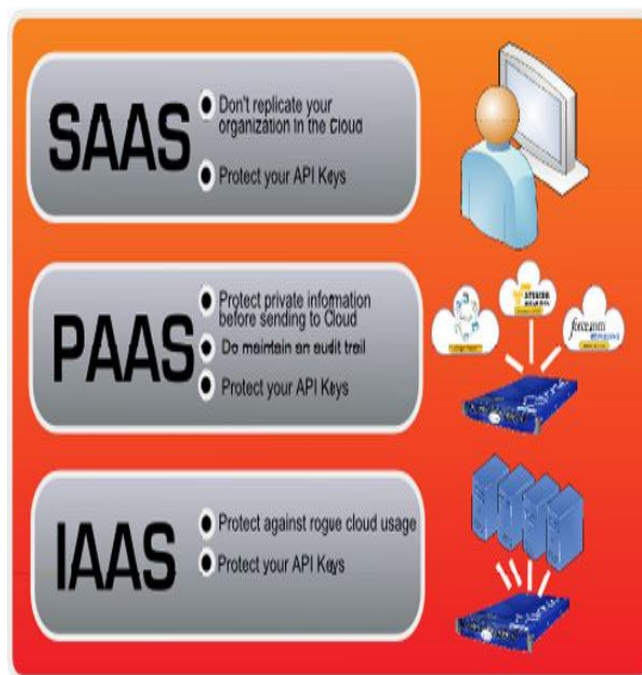 SAAS
Don't replicate your
organization in the Cloud
Protect your API Keys
PAAS
Protect private information
before sending to Cloud
Do maintain an audit trail
Protect your API Keys
amazon
force.com
IAAS
Protect against rogue cloud usage
Protect your API Keys